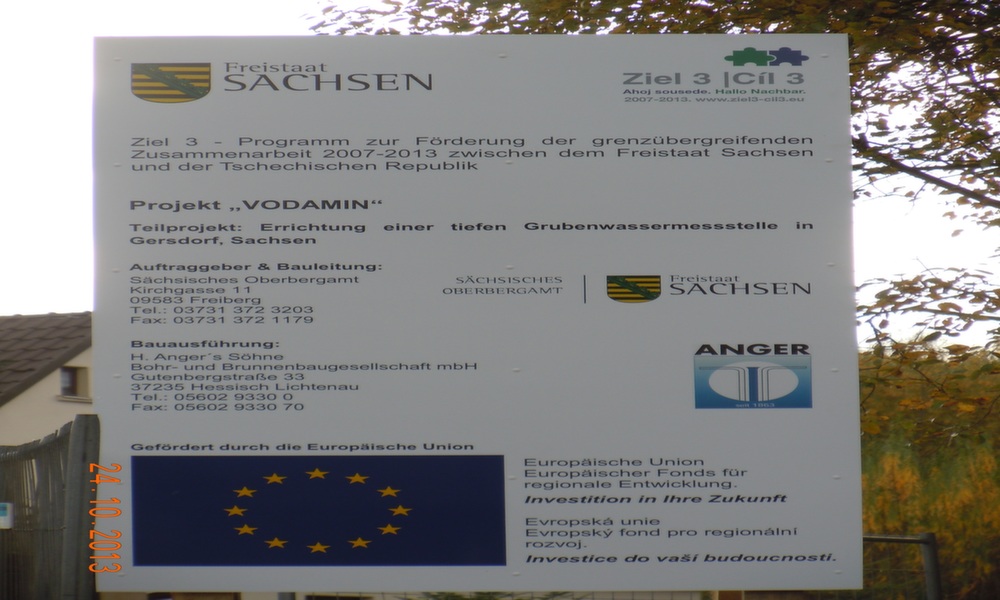 Freistaat
SACHSEN
Ziel 3 | Cíl 3
Ahoj sousede. Hallo Nachbar.
2007-2013. www.ziel3-cil3.eu
Ziel 3 - Programm zur Förderung der grenzübergreifenden
Zusammenarbeit 2007-2013 zwischen dem Freistaat Sachsen
und der Tschechischen Republik
Projekt „VODAMIN“
Teilprojekt: Errichtung einer tiefen Grubenwassermessstelle in
Gersdorf, Sachsen
Auftraggeber & Bauleitung:
Sächsisches Oberbergamt
Kirchgasse 11
09583 Freiberg
Tel.: 03731 372 3203
Fax: 03731 372 1179
SÄCHSISCHES
OBERBERGAMT
Freistaat
SACHSEN
Bauausführung:
H. Anger´s Söhne
Bohr- und Brunnenbaugesellschaft mbH
Gutenbergstraße 33
37235 Hessisch Lichtenau
Tel.: 05602 9330 0
Fax: 05602 9330 70
ANGER
seit 1863
Gefördert durch die Europäische Union
Europäische Union
Europäischer Fonds für
regionale Entwicklung.
Investition in Ihre Zukunft
Evropská unie
Evropský fond pro regionální
rozvoj.
Investice do vaší budoucnosti.
24.10.2013